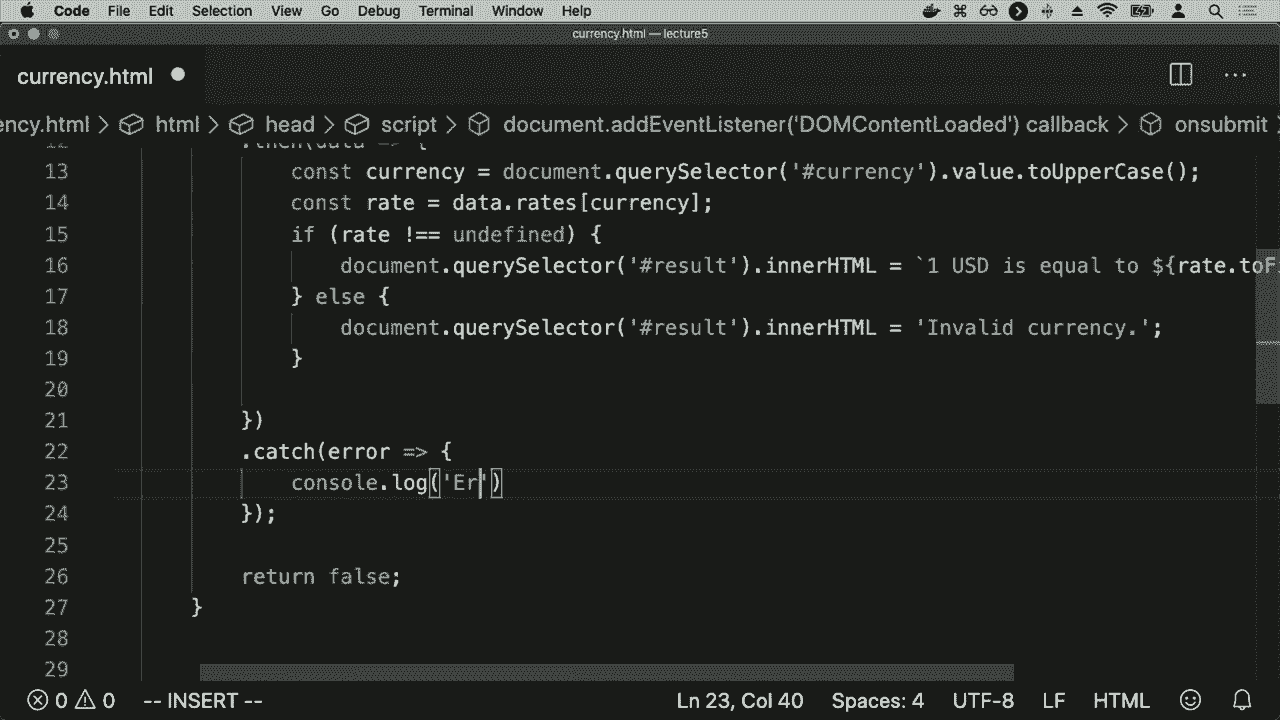 Code File Edit Selection View Go Debug Terminal Window Help
currency.html — lecture5
currency.html
ency.html > html > head > script > document.addEventListener('DOMContentLoaded') callback > onsubmit
12 .then(data => {
13 const currency = document.querySelector('#currency').value.toUpperCase();
14 const rate = data.rates[currency];
15 if (rate !== undefined) {
16 document.querySelector('#result').innerHTML = `1 USD is equal to ${rate.toF
17 } else {
18 document.querySelector('#result').innerHTML = 'Invalid currency.';
19 }
20
21 })
22 .catch(error => {
23 console.log('Er')
24 });
25
26 return false;
27 }
28
29
0 0 -- INSERT -- Ln 23, Col 40 Spaces: 4 UTF-8 LF HTML